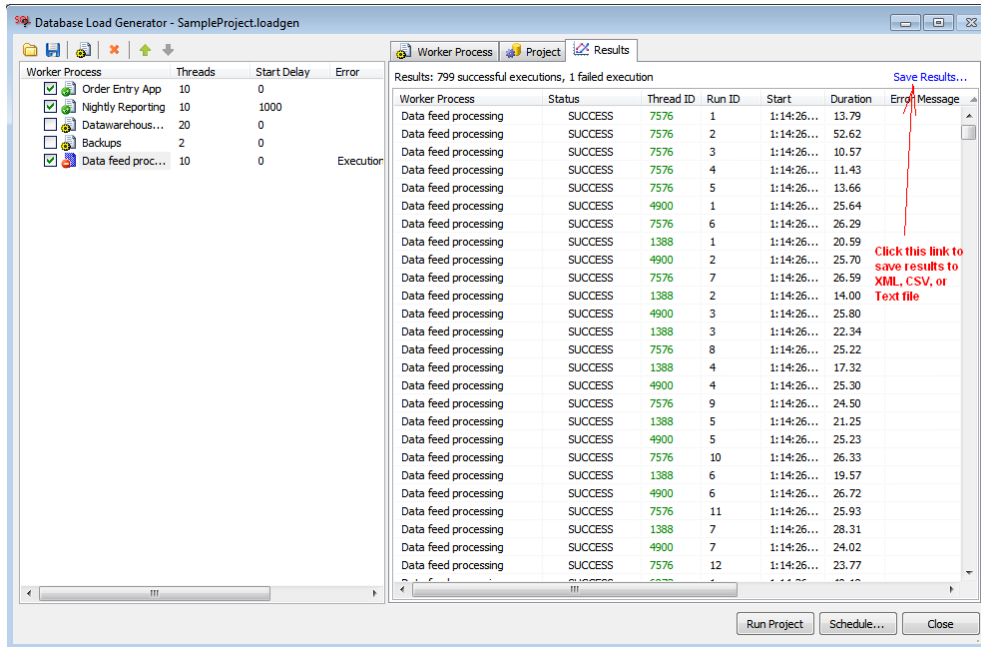 Database Load Generator - SampleProject.loadgen
Worker Process Project Results
Worker Process Threads Start Delay Error
Order Entry App 10 0
Nightly Reporting 10 1000
Datawarehous... 20 0
Backups 2 0
Data feed proc... 10 0 Execution
Results: 799 successful executions, 1 failed execution Save Results...
Worker Process Status Thread ID Run ID Start Duration Error Message
Data feed processing SUCCESS 7576 1 1:14:26... 13.79
Data feed processing SUCCESS 7576 2 1:14:26... 52.62
Data feed processing SUCCESS 7576 3 1:14:26... 10.57
Data feed processing SUCCESS 7576 4 1:14:26... 11.43
Data feed processing SUCCESS 7576 5 1:14:26... 13.66
Data feed processing SUCCESS 4900 1 1:14:26... 25.64
Data feed processing SUCCESS 7576 6 1:14:26... 26.29
Data feed processing SUCCESS 1388 1 1:14:26... 20.59
Data feed processing SUCCESS 4900 2 1:14:26... 25.70
Data feed processing SUCCESS 7576 7 1:14:26... 26.59
Data feed processing SUCCESS 1388 2 1:14:26... 14.00
Data feed processing SUCCESS 4900 3 1:14:26... 25.80
Data feed processing SUCCESS 1388 3 1:14:26... 22.34
Data feed processing SUCCESS 7576 8 1:14:26... 25.22
Data feed processing SUCCESS 1388 4 1:14:26... 17.32
Data feed processing SUCCESS 4900 4 1:14:26... 25.30
Data feed processing SUCCESS 7576 9 1:14:26... 24.50
Data feed processing SUCCESS 1388 5 1:14:26... 21.25
Data feed processing SUCCESS 4900 5 1:14:26... 25.23
Data feed processing SUCCESS 7576 10 1:14:26... 26.33
Data feed processing SUCCESS 1388 6 1:14:26... 19.57
Data feed processing SUCCESS 4900 6 1:14:26... 26.72
Data feed processing SUCCESS 7576 11 1:14:26... 25.93
Data feed processing SUCCESS 1388 7 1:14:26... 28.31
Data feed processing SUCCESS 4900 7 1:14:26... 24.02
Data feed processing SUCCESS 7576 12 1:14:26... 23.77
Click this link to
save results to
XML, CSV, or
Text file
Run Project Schedule... Close